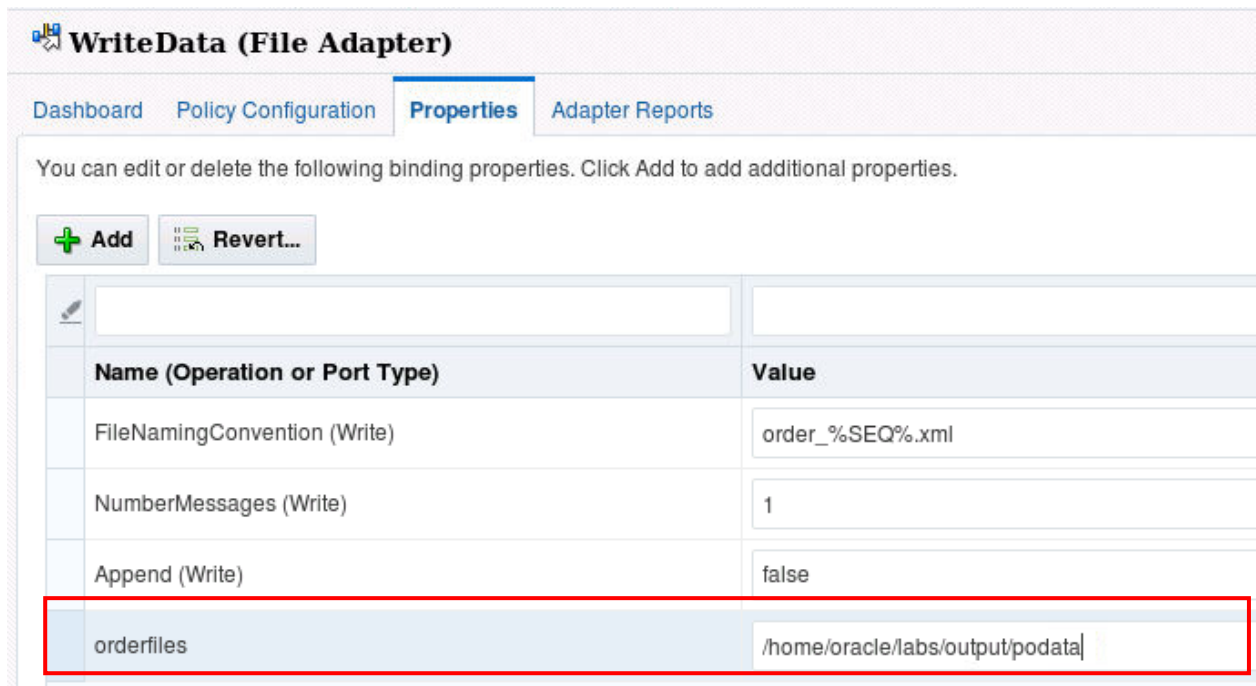 WriteData (File Adapter)
Dashboard Policy Configuration Properties Adapter Reports
You can edit or delete the following binding properties. Click Add to add additional properties.
Add Revert...
Name (Operation or Port Type) Value
FileNamingConvention (Write) order_%SEQ%.xml
NumberMessages (Write) 1
Append (Write) false
orderfiles /home/oracle/labs/output/podata